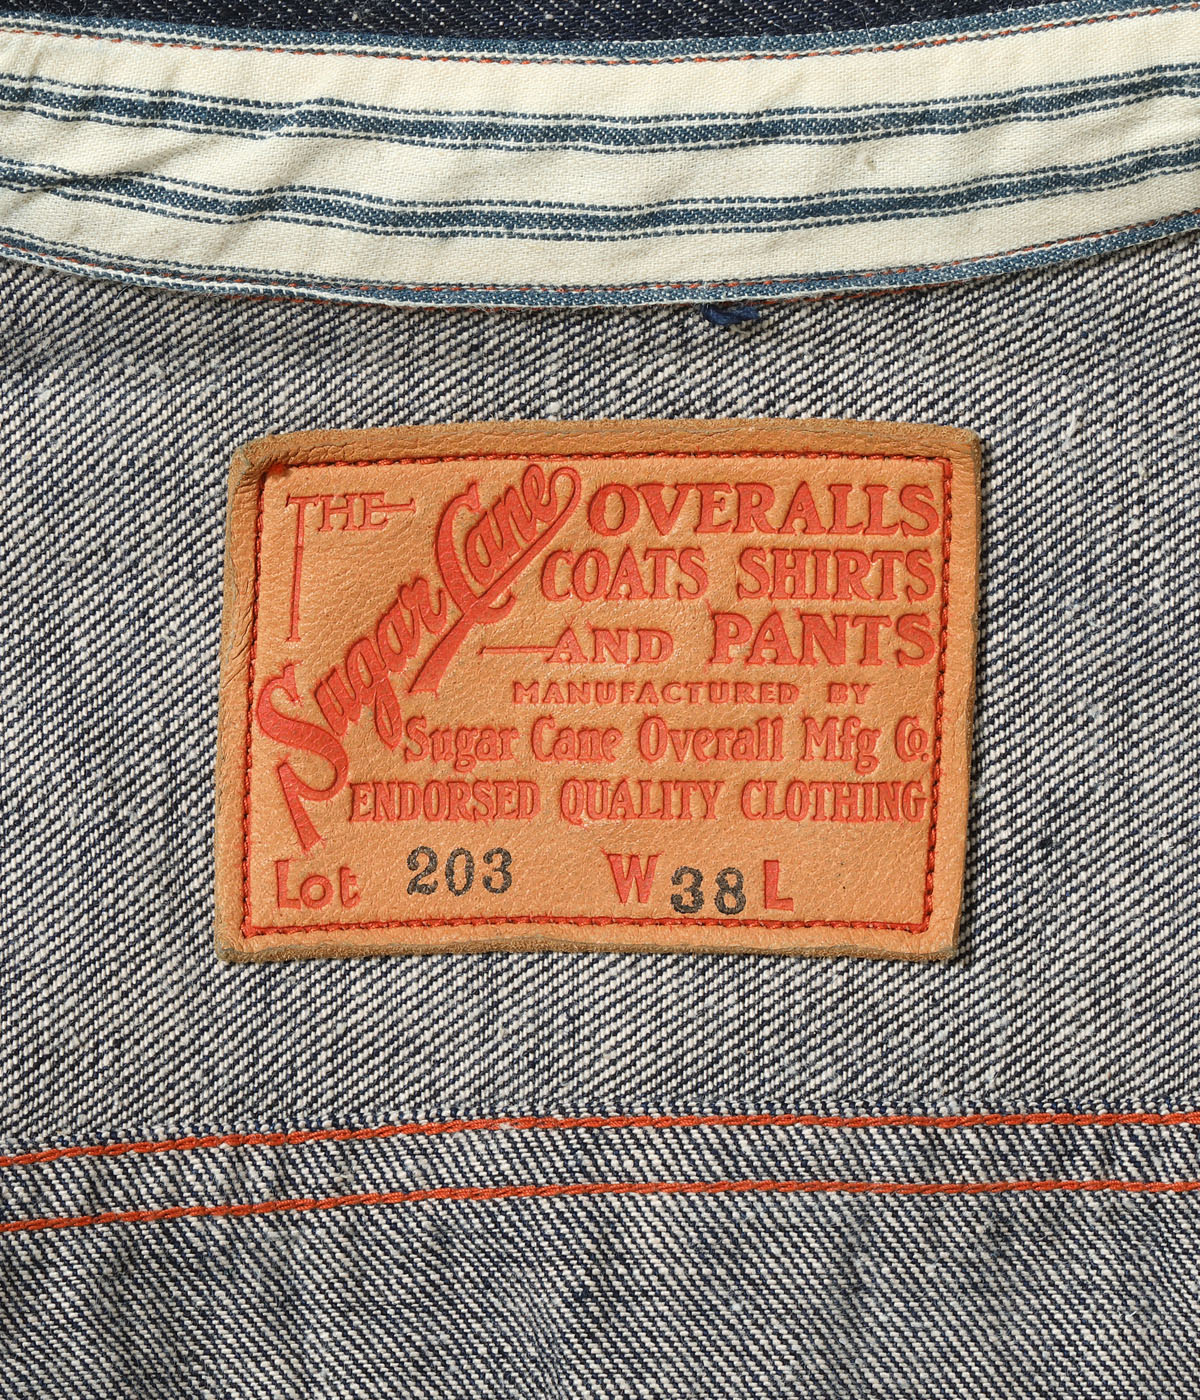 THE Sugar Cane OVERALLS
COATS SHIRTS
AND PANTS
MANUFACTURED BY
Sugar Cane Overall Mfg Co.
ENDORSED QUALITY CLOTHING
Lot 203 W 38 L